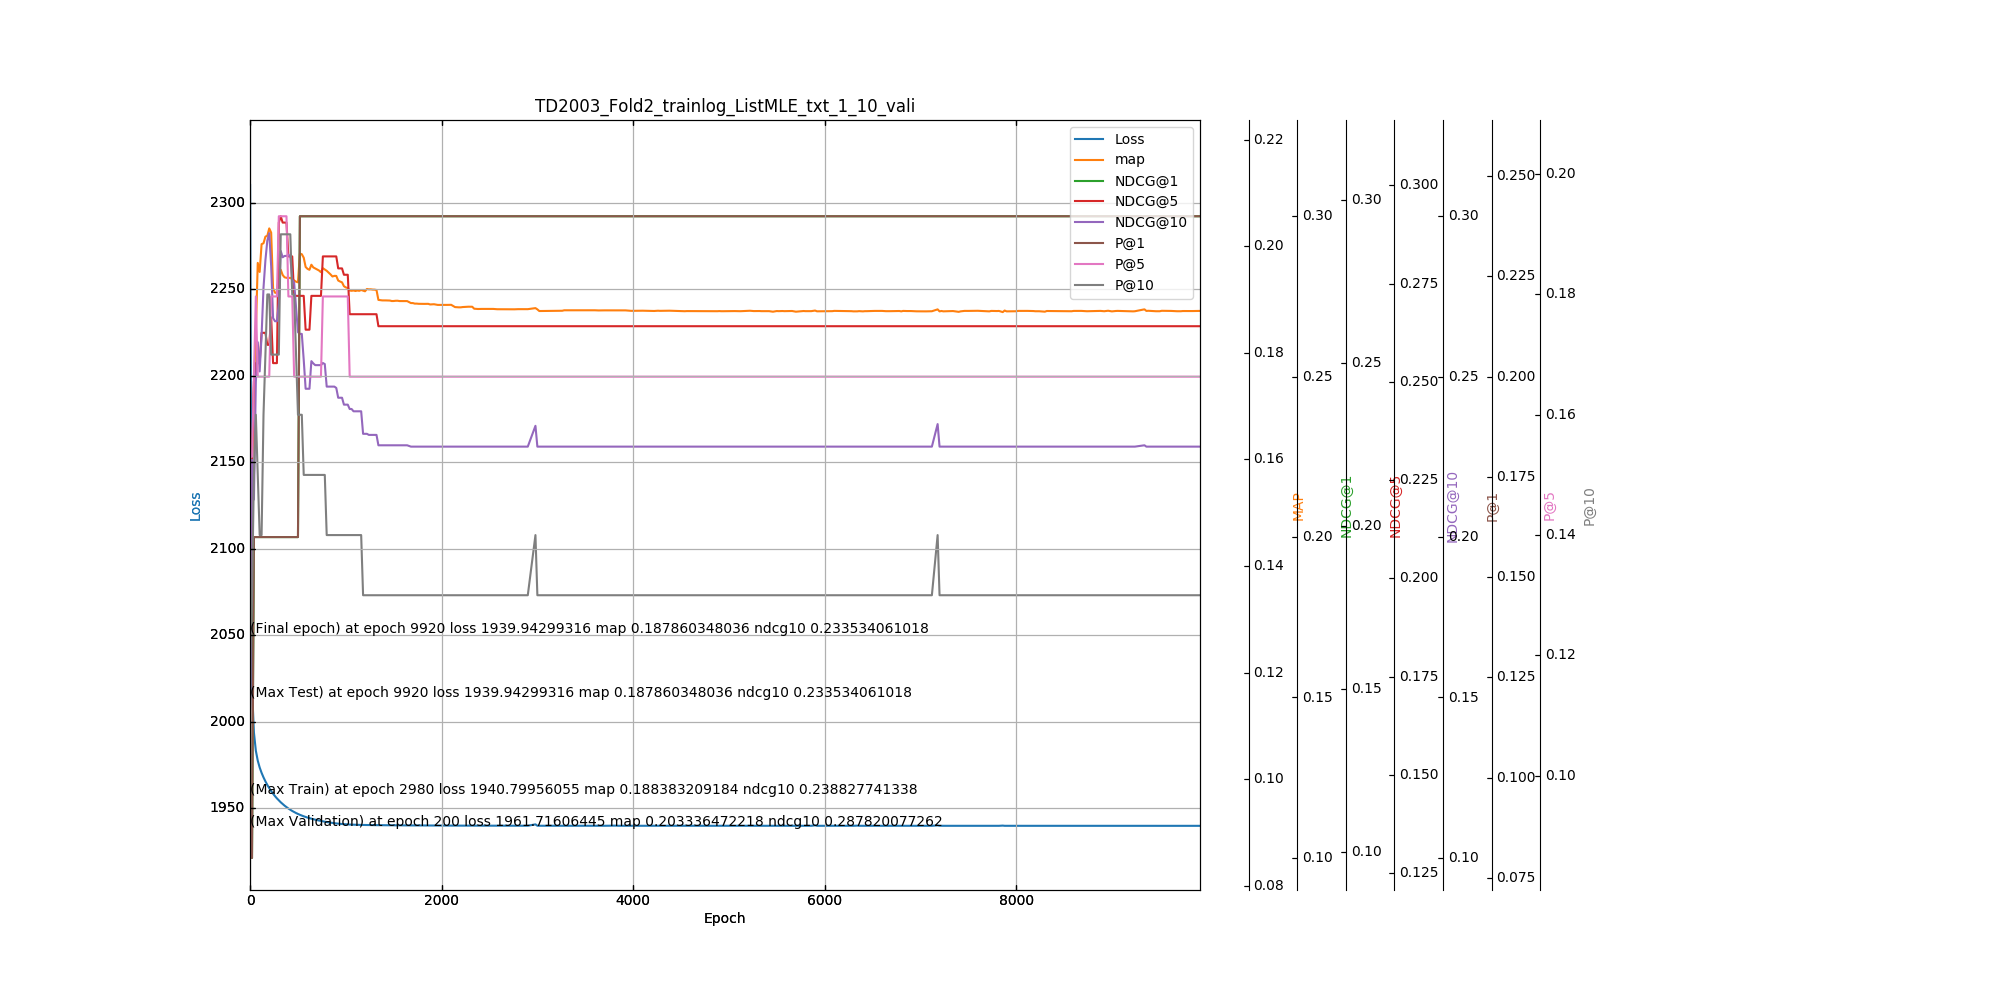 TD2003_Fold2_trainlog_ListMLE_txt_1_10_vali
Loss
map
NDCG@1
NDCG@5
NDCG@10
P@1
P@5
P@10
2300
2250
2200
2150
2100
2050
2000
1950
Loss
(Final epoch) at epoch 9920 loss 1939.94299316 map 0.187860348036 ndcg10 0.233534061018
(Max Test) at epoch 9920 loss 1939.94299316 map 0.187860348036 ndcg10 0.233534061018
(Max Train) at epoch 2980 loss 1940.79956055 map 0.188383209184 ndcg10 0.238827741338
(Max Validation) at epoch 200 loss 1961.71606445 map 0.203336472218 ndcg10 0.287820077262
0 2000 4000 6000 8000
Epoch
0.22
0.20
0.18
0.16
0.14
0.12
0.10
0.08
MAP
0.30
0.25
0.20
0.15
0.10
NDCG@1
0.30
0.25
0.20
0.15
0.10
NDCG@5
0.300
0.275
0.250
0.225
0.200
0.175
0.150
0.125
NDCG@10
0.30
0.25
0.20
0.15
0.10
P@1
0.250
0.225
0.200
0.175
0.150
0.125
0.100
0.075
P@5
0.20
0.18
0.16
0.14
0.12
0.10
P@10